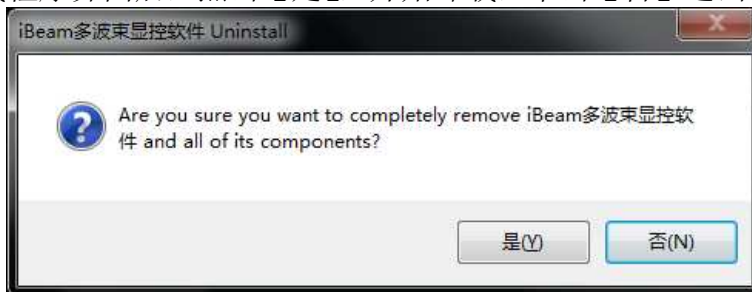 iBeam多波束显控软件 Uninstall
Are you sure you want to completely remove iBeam多波束显控软
件 and all of its components?
是(Y)
否(N)